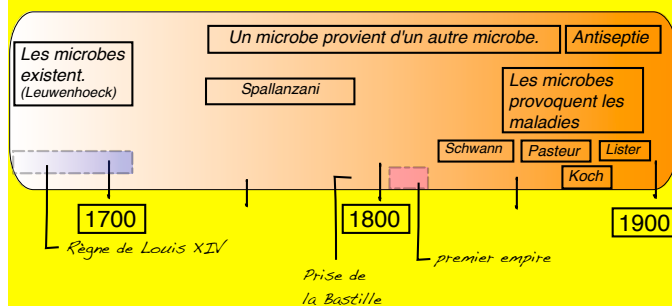 Un microbe provient d'un autre microbe.
Antiseptie
Les microbes
existent.
(Leuwenhoeck)
Spallanzani
Les microbes
provoquent les
maladies
Schwann
Pasteur
Lister
Koch
1700
1800
1900
Règne de Louis XIV
premier empire
Prise de
la Bastille